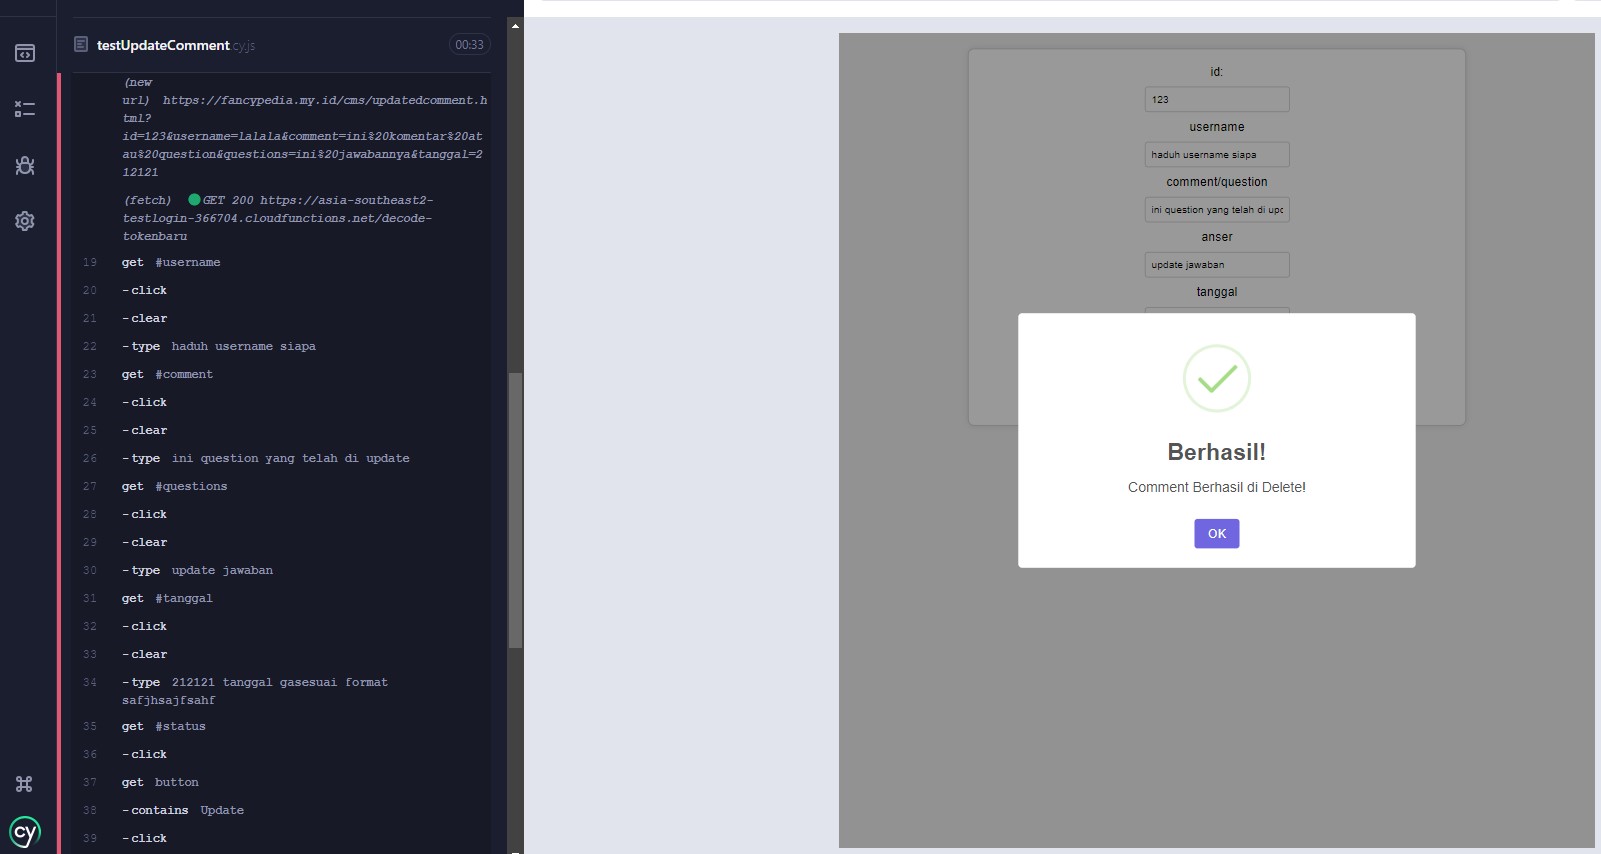 testUpdateComment.cy.js
00:33
(new
url) https://fancypedia.my.id/cms/updatedcomment.h
tml?
id=123&username=lalala&comment=ini%20komentar%20at
au%20question&questions=ini%20jawabannya&tanggal=2
12121
(fetch) GET 200 https://asia-southeast2-
testlogin-366704.cloudfunctions.net/decode-
tokenbaru
19 get #username
20 -click
21 -clear
22 -type haduh username siapa
23 get #comment
24 -click
25 -clear
26 -type ini question yang telah di update
27 get #questions
28 -click
29 -clear
30 -type update jawaban
31 get #tanggal
32 -click
33 -clear
34 -type 212121 tanggal gasesuai format
safjhsajfsahf
35 get #status
36 -click
37 get button
38 -contains Update
39 -click
cy
id:
123
username
haduh username siapa
comment/question
ini question yang telah di upd
anser
update jawaban
tanggal
Berhasil!
Comment Berhasil di Delete!
OK